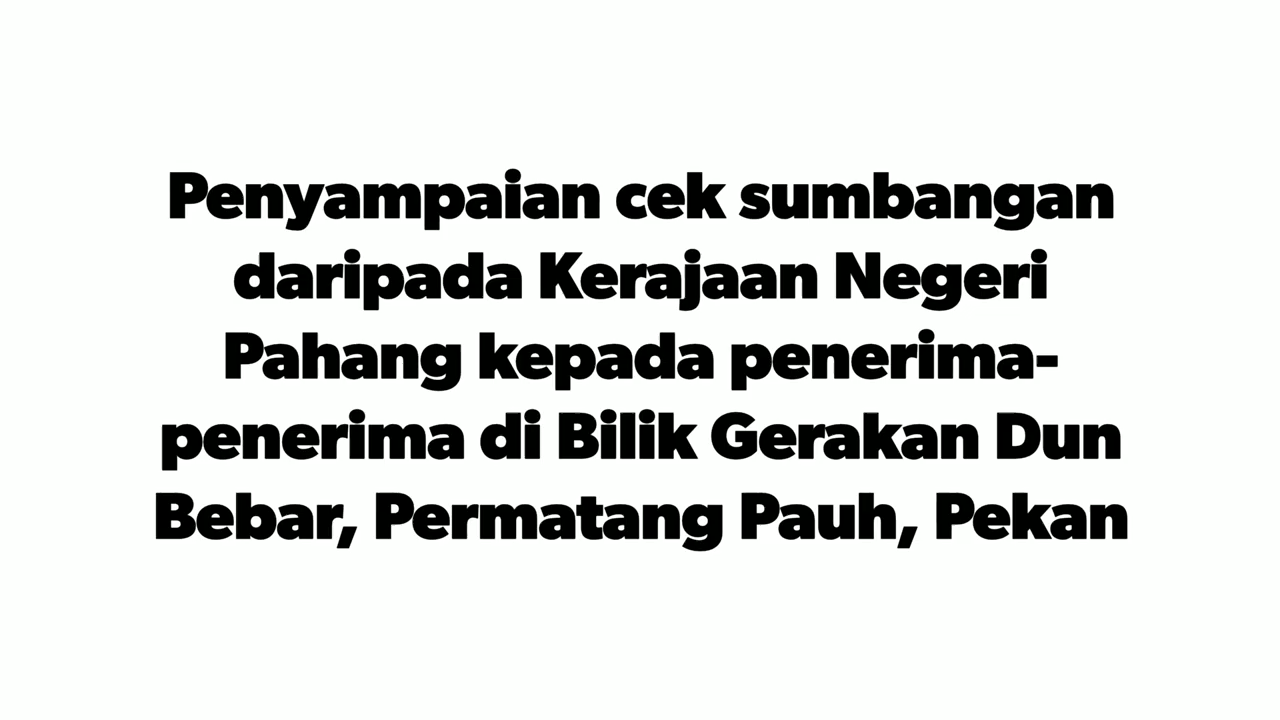 Penyampaian cek sumbangan
daripada Kerajaan Negeri
Pahang kepada penerima-
penerima di Bilik Gerakan Dun
Bebar, Permatang Pauh, Pekan